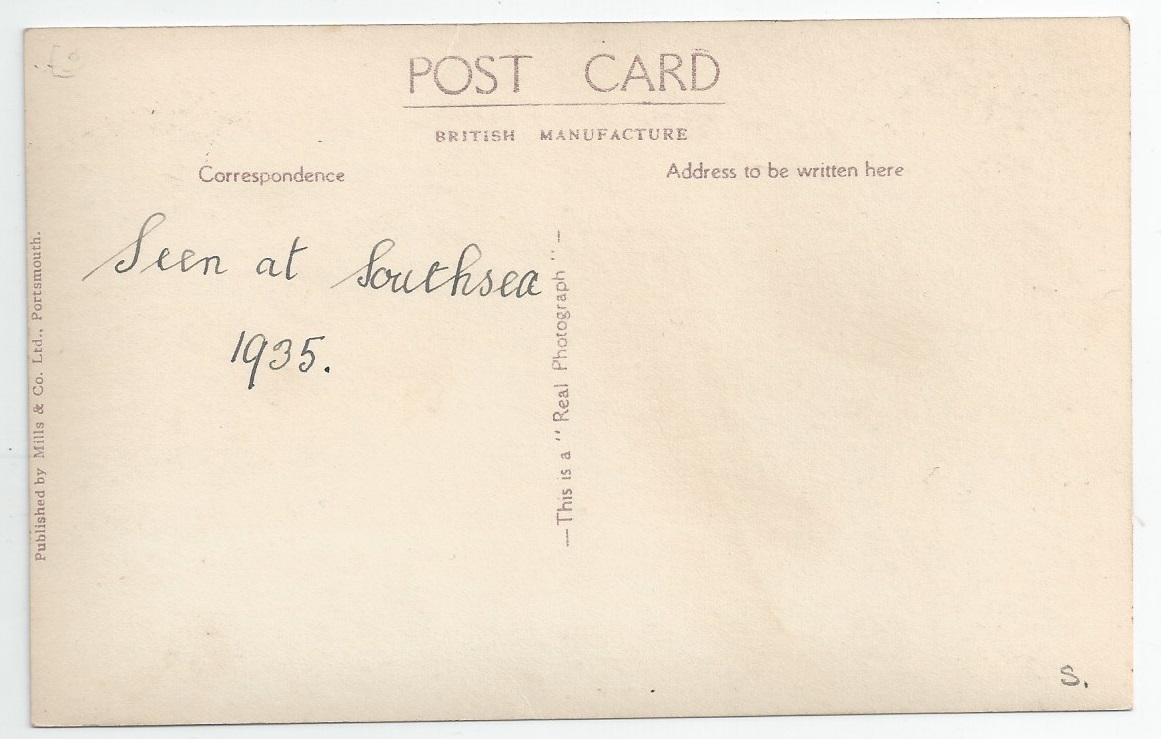 POST CARD
BRITISH MANUFACTURE
Correspondence
Address to be written here
Seen at Southsea
1935.
—This is a "Real Photograph"—
Published by Mills & Co. Ltd., Portsmouth.
S.